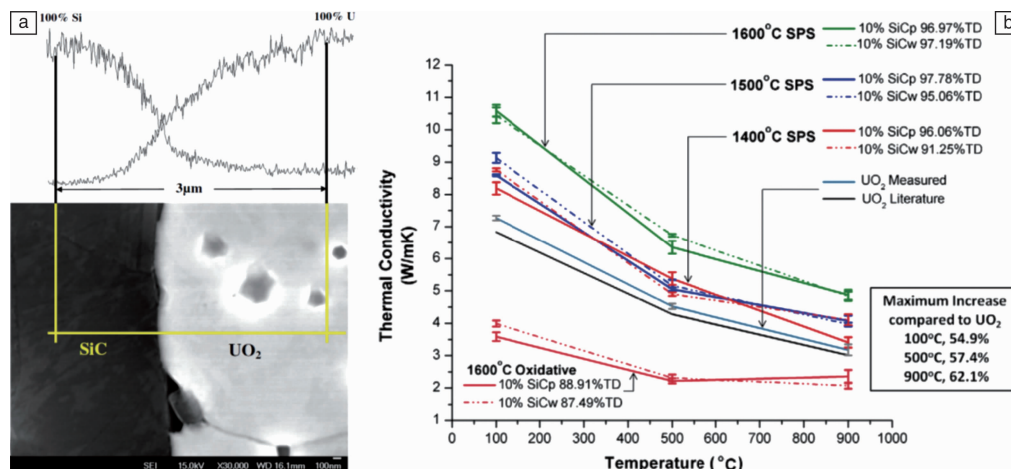 a
100% Si
100% U
3µm
SiC
UO₂
SEI 15.0kV X30,000 WD 16.1mm 100nm
b
1600°C SPS
10% SiCp 96.97%TD
10% SiCw 97.19%TD
1500°C SPS
10% SiCp 97.78%TD
10% SiCw 95.06%TD
1400°C SPS
10% SiCp 96.06%TD
10% SiCw 91.25%TD
UO₂ Measured
UO₂ Literature
Thermal Conductivity
(W/mK)
12
11
10
9
8
7
6
5
4
3
2
1
Maximum Increase
compared to UO₂
100°C, 54.9%
500°C, 57.4%
900°C, 62.1%
1600°C Oxidative
10% SiCp 88.91%TD
10% SiCw 87.49%TD
0 100 200 300 400 500 600 700 800 900 1000
Temperature (°C)